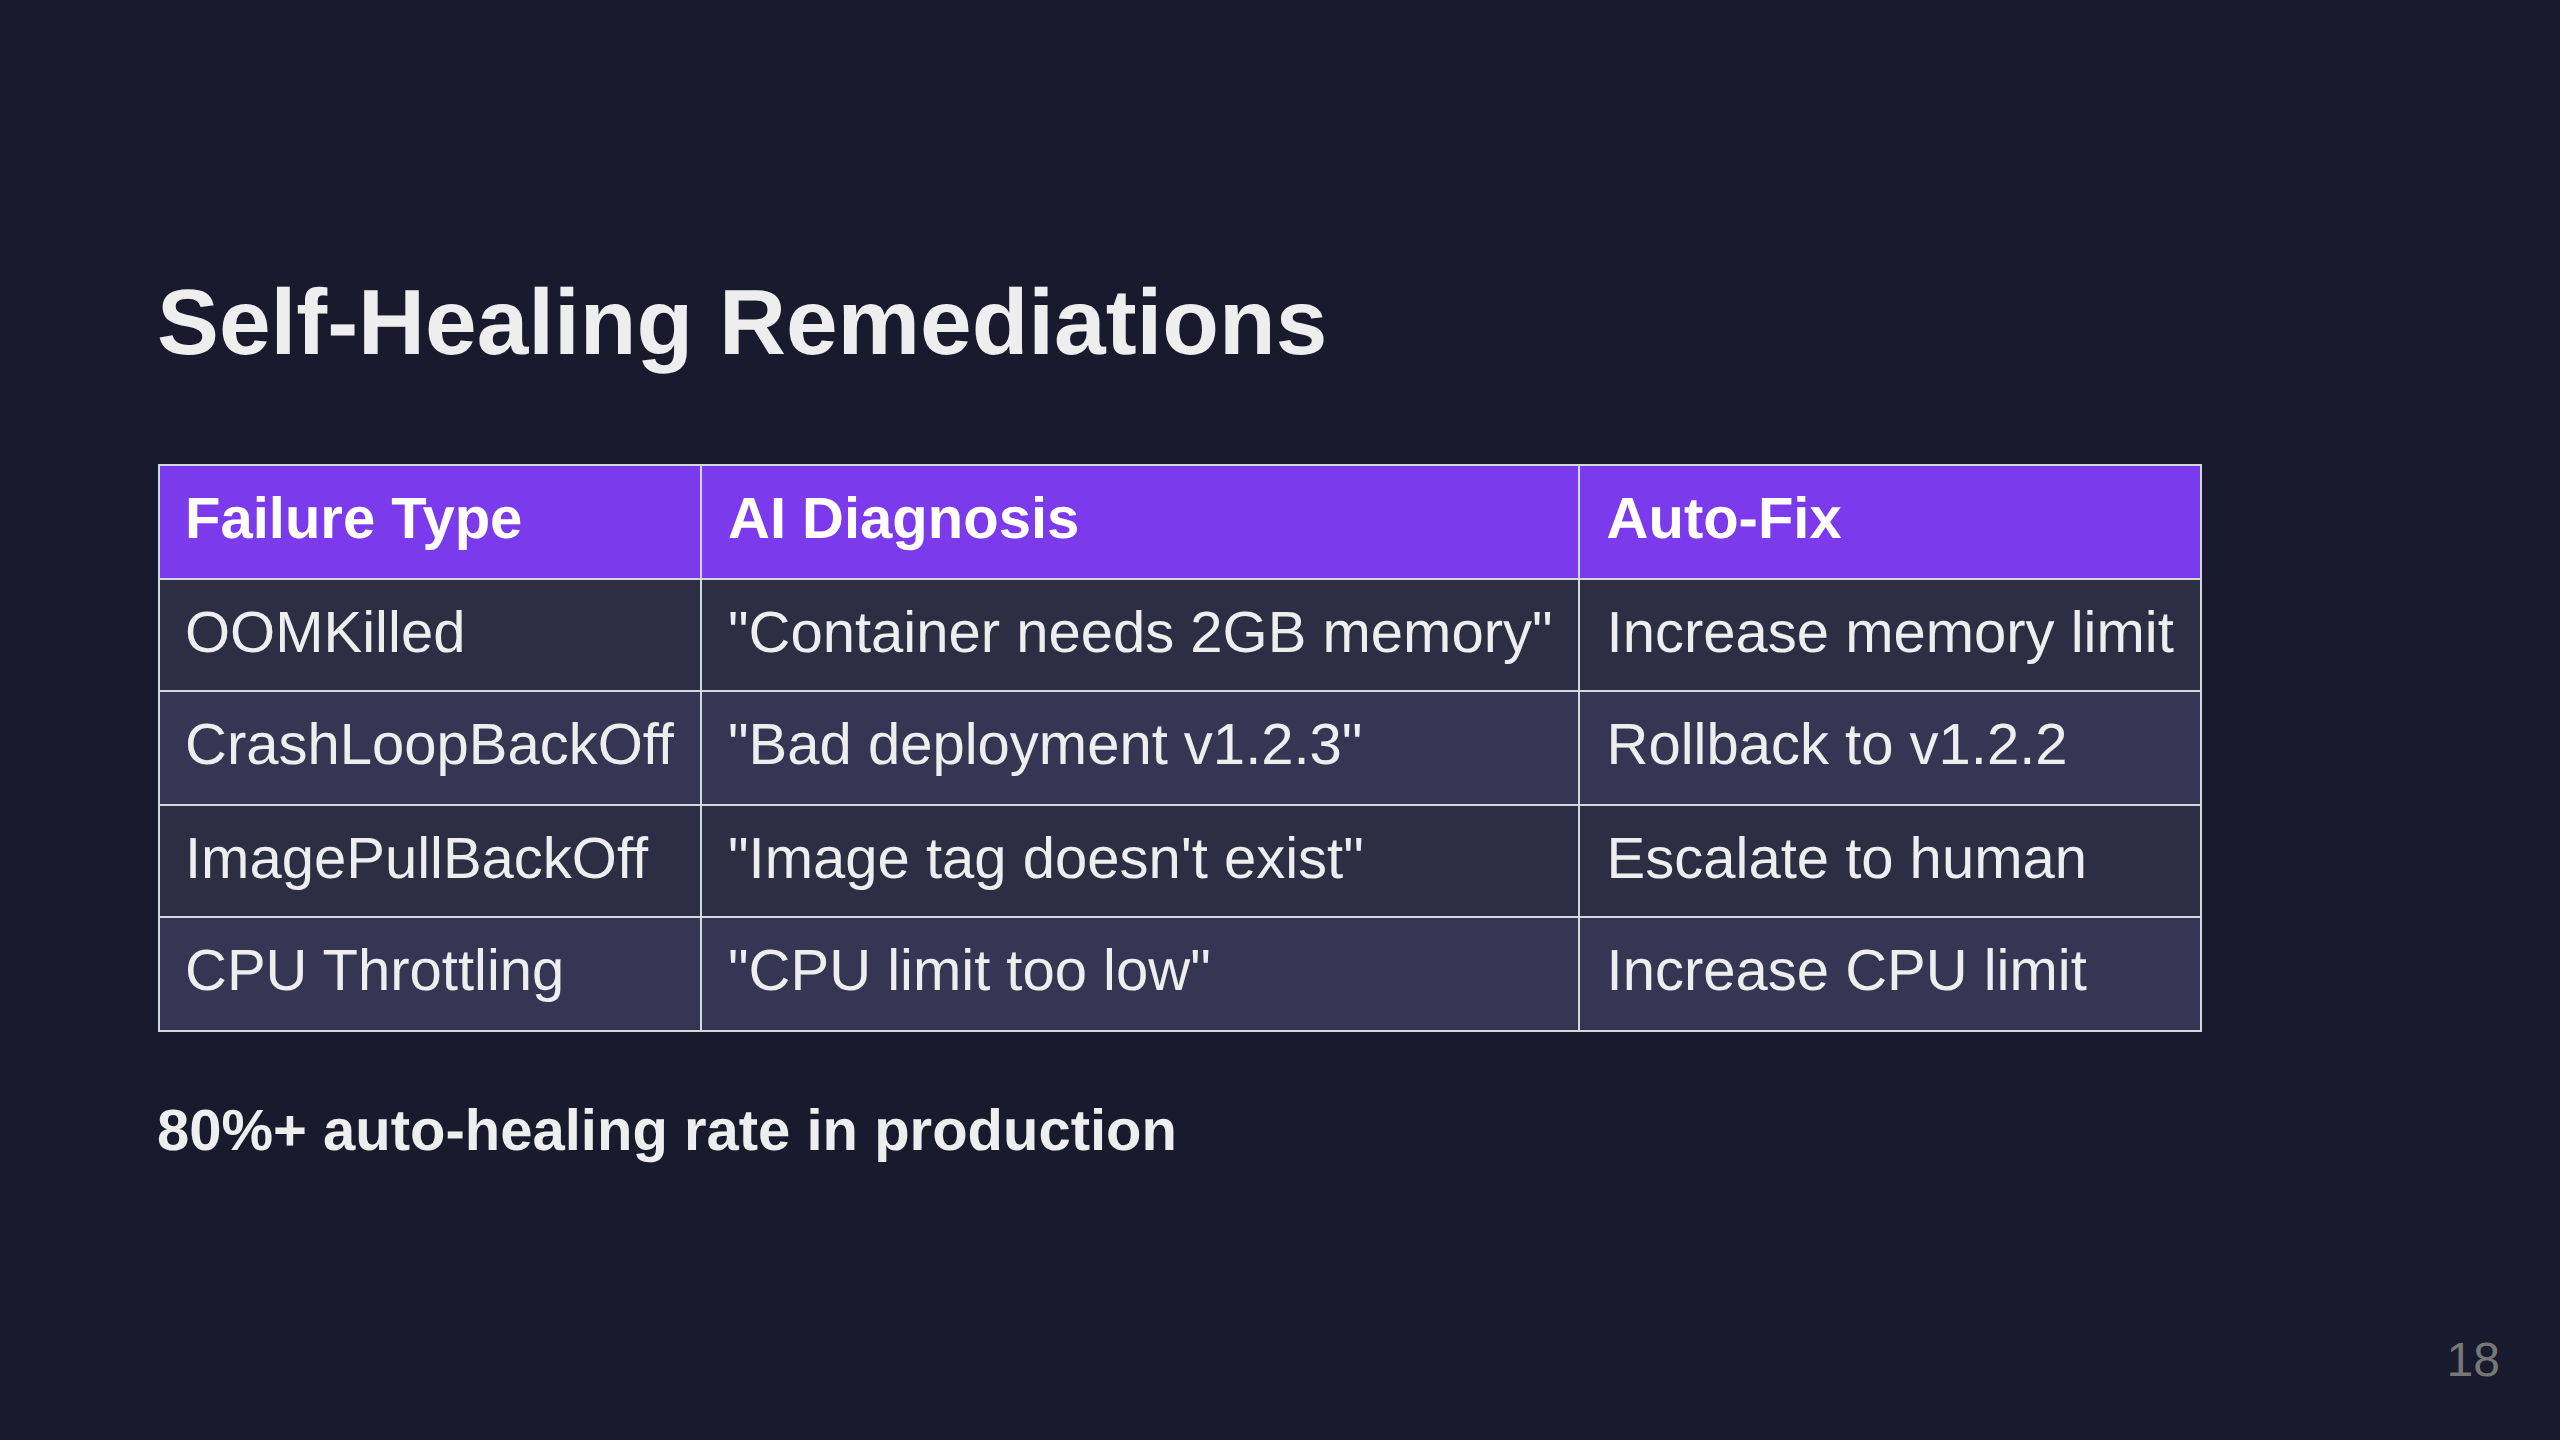 Self-Healing Remediations
Failure Type AI Diagnosis Auto-Fix
OOMKilled "Container needs 2GB memory" Increase memory limit
CrashLoopBackOff "Bad deployment v1.2.3" Rollback to v1.2.2
ImagePullBackOff "Image tag doesn't exist" Escalate to human
CPU Throttling "CPU limit too low" Increase CPU limit
80%+ auto-healing rate in production
18